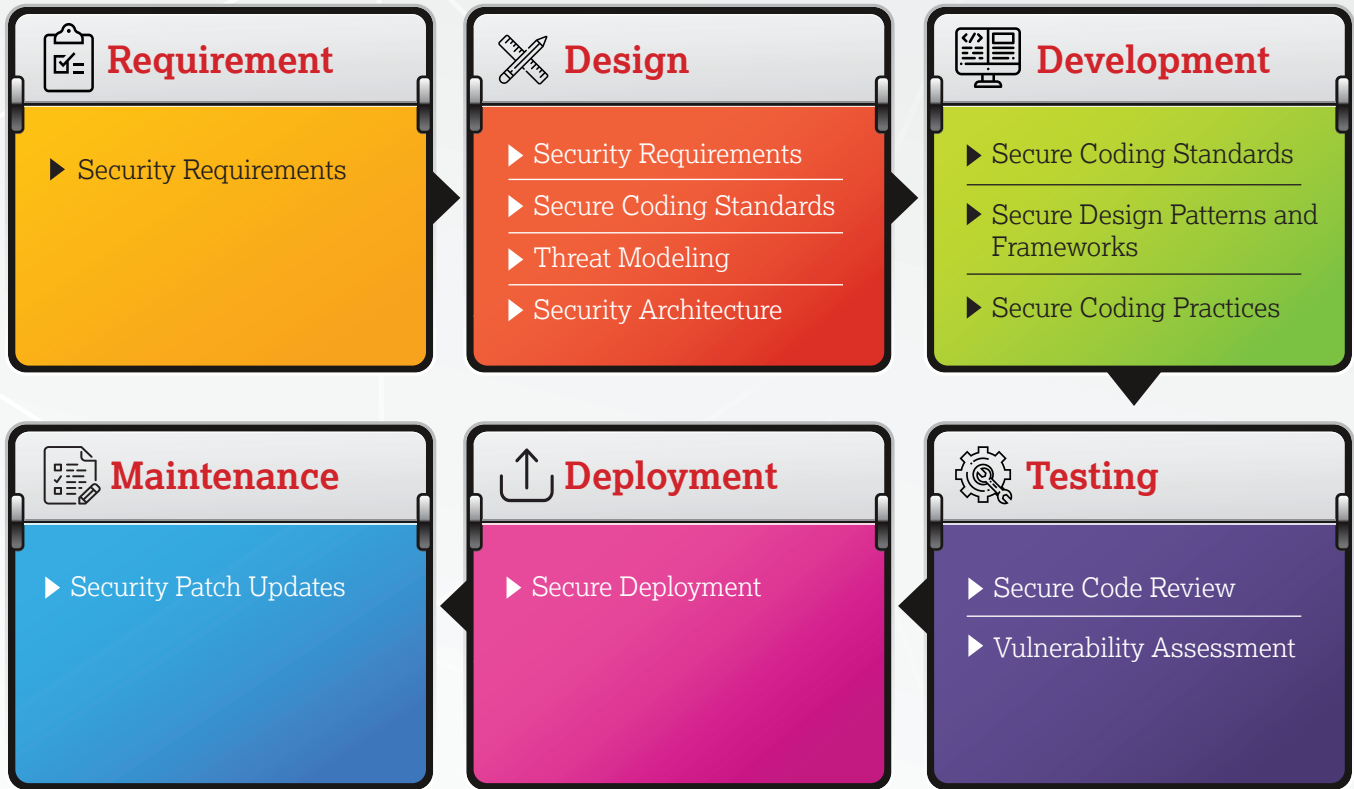 Requirement
Security Requirements
Design
Security Requirements
Secure Coding Standards
Threat Modeling
Security Architecture
Development
Secure Coding Standards
Secure Design Patterns and
Frameworks
Secure Coding Practices
Maintenance
Security Patch Updates
Deployment
Secure Deployment
Testing
Secure Code Review
Vulnerability Assessment